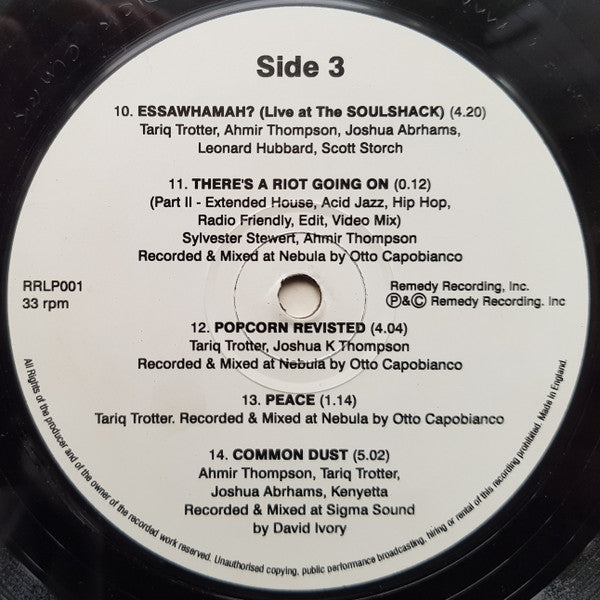 Side 3
10. ESSAWHAMAH? (Live at The SOULSHACK) (4.20)
Tariq Trotter, Ahmir Thompson, Joshua Abrhams,
Leonard Hubbard, Scott Storch
11. THERE'S A RIOT GOING ON (0.12)
(Part II - Extended House, Acid Jazz, Hip Hop,
Radio Friendly, Edit, Video Mix)
Sylvester Stewert, Ahmir Thompson
Recorded & Mixed at Nebula by Otto Capobianco
RRLP001
33 rpm
Remedy Recording, Inc.
℗&© Remedy Recording. Inc
12. POPCORN REVISTED (4.04)
Tariq Trotter, Joshua K Thompson
Recorded & Mixed at Nebula by Otto Capobianco
13. PEACE (1.14)
Tariq Trotter. Recorded & Mixed at Nebula by Otto Capobianco
14. COMMON DUST (5.02)
Ahmir Thompson, Tariq Trotter,
Joshua Abrhams, Kenyetta
Recorded & Mixed at Sigma Sound
by David Ivory
All Rights of the producer and of the owner of the recorded work reserved. Unauthorised copying, public performance broadcasting, hiring or rental of this recording prohibited. Made in England.